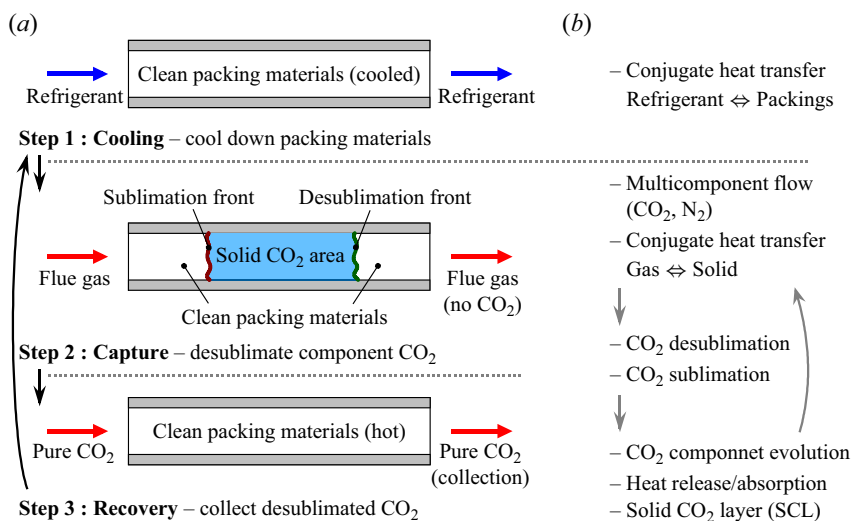 (a)
Clean packing materials (cooled)
Refrigerant
Refrigerant
Step 1 : Cooling – cool down packing materials
Sublimation front
Desublimation front
Solid CO₂ area
Flue gas
Flue gas
(no CO₂)
Clean packing materials
Step 2 : Capture – desublimate component CO₂
Clean packing materials (hot)
Pure CO₂
Pure CO₂
(collection)
Step 3 : Recovery – collect desublimated CO₂
(b)
– Conjugate heat transfer
Refrigerant ⇔ Packings
– Multicomponent flow
(CO₂, N₂)
– Conjugate heat transfer
Gas ⇔ Solid
– CO₂ desublimation
– CO₂ sublimation
– CO₂ componnet evolution
– Heat release/absorption
– Solid CO₂ layer (SCL)